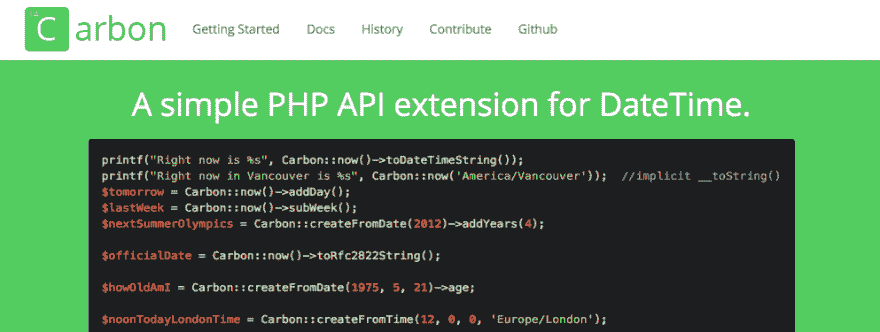 Carbon Getting Started Docs History Contribute Github
A simple PHP API extension for DateTime.
printf("Right now is %s", Carbon::now()->toDateTimeString());
printf("Right now in Vancouver is %s", Carbon::now('America/Vancouver'));  //implicit __toString()
$tomorrow = Carbon::now()->addDay();
$lastWeek = Carbon::now()->subWeek();
$nextSummerOlympics = Carbon::createFromDate(2012)->addYears(4);
$officialDate = Carbon::now()->toRfc2822String();
$howOldAmI = Carbon::createFromDate(1975, 5, 21)->age;
$noonTodayLondonTime = Carbon::createFromTime(12, 0, 0, 'Europe/London');